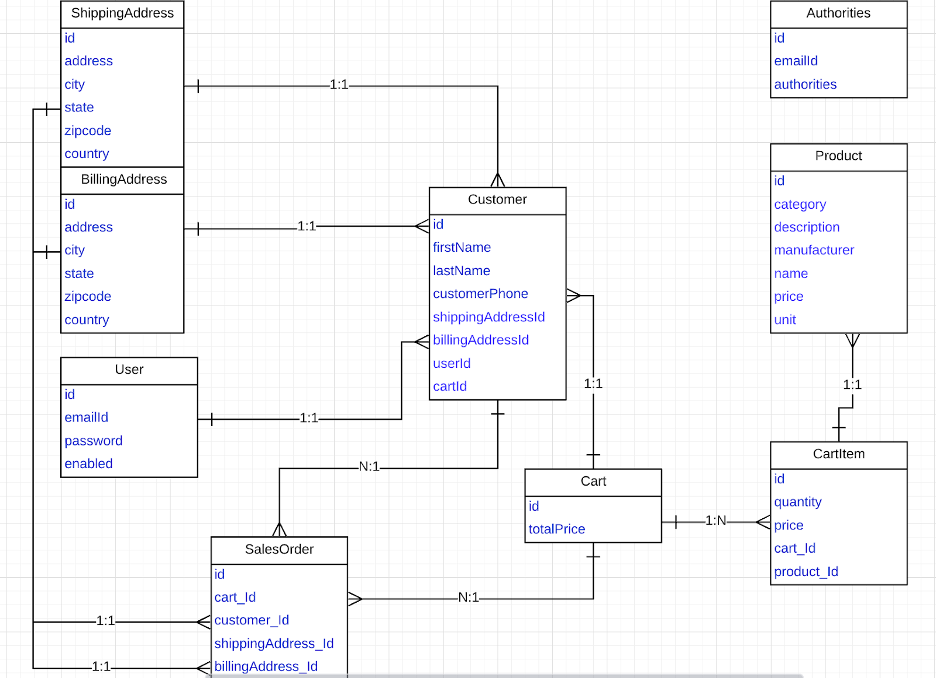 ShippingAddress
id
address
city
state
zipcode
country
BillingAddress
id
address
city
state
zipcode
country
User
id
emailId
password
enabled
Customer
id
firstName
lastName
customerPhone
shippingAddressId
billingAddressId
userId
cartId
SalesOrder
id
cart_Id
customer_Id
shippingAddress_Id
billingAddress_Id
Cart
id
totalPrice
Authorities
id
emailId
authorities
Product
id
category
description
manufacturer
name
price
unit
CartItem
id
quantity
price
cart_Id
product_Id
1:1
1:1
1:1
N:1
1:1
1:1
1:1
N:1
1:N
1:1